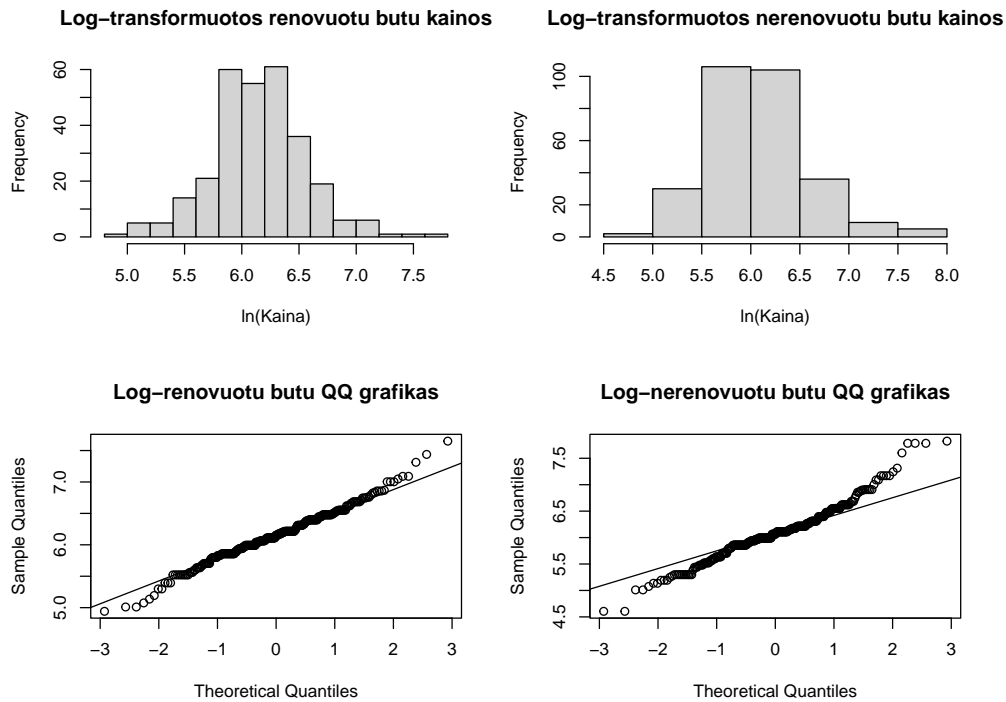 Log−transformuotos renovuotu butu kainos
Frequency
0 20 40 60
5.0 5.5 6.0 6.5 7.0 7.5
ln(Kaina)
Log−transformuotos nerenovuotu butu kainos
Frequency
0 20 60 100
4.5 5.0 5.5 6.0 6.5 7.0 7.5 8.0
ln(Kaina)
Log−renovuotu butu QQ grafikas
Sample Quantiles
5.0 6.0 7.0
−3 −2 −1 0 1 2 3
Theoretical Quantiles
Log−nerenovuotu butu QQ grafikas
Sample Quantiles
4.5 5.5 6.5 7.5
−3 −2 −1 0 1 2 3
Theoretical Quantiles